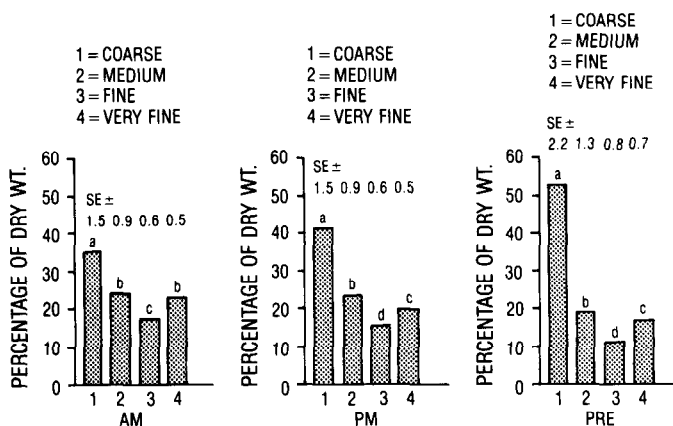 1 = COARSE
2 = MEDIUM
3 = FINE
4 = VERY FINE
PERCENTAGE OF DRY WT.
60
50
40
30
20
10
0
SE ±
1.5 0.9 0.6 0.5
a
b
c
b
1 2 3 4
AM
1 = COARSE
2 = MEDIUM
3 = FINE
4 = VERY FINE
PERCENTAGE OF DRY WT.
60
50
40
30
20
10
0
SE ±
1.5 0.9 0.6 0.5
a
b
d
c
1 2 3 4
PM
1 = COARSE
2 = MEDIUM
3 = FINE
4 = VERY FINE
PERCENTAGE OF DRY WT.
SE ±
2.2 1.3 0.8 0.7
60
50
40
30
20
10
0
a
b
d
c
1 2 3 4
PRE